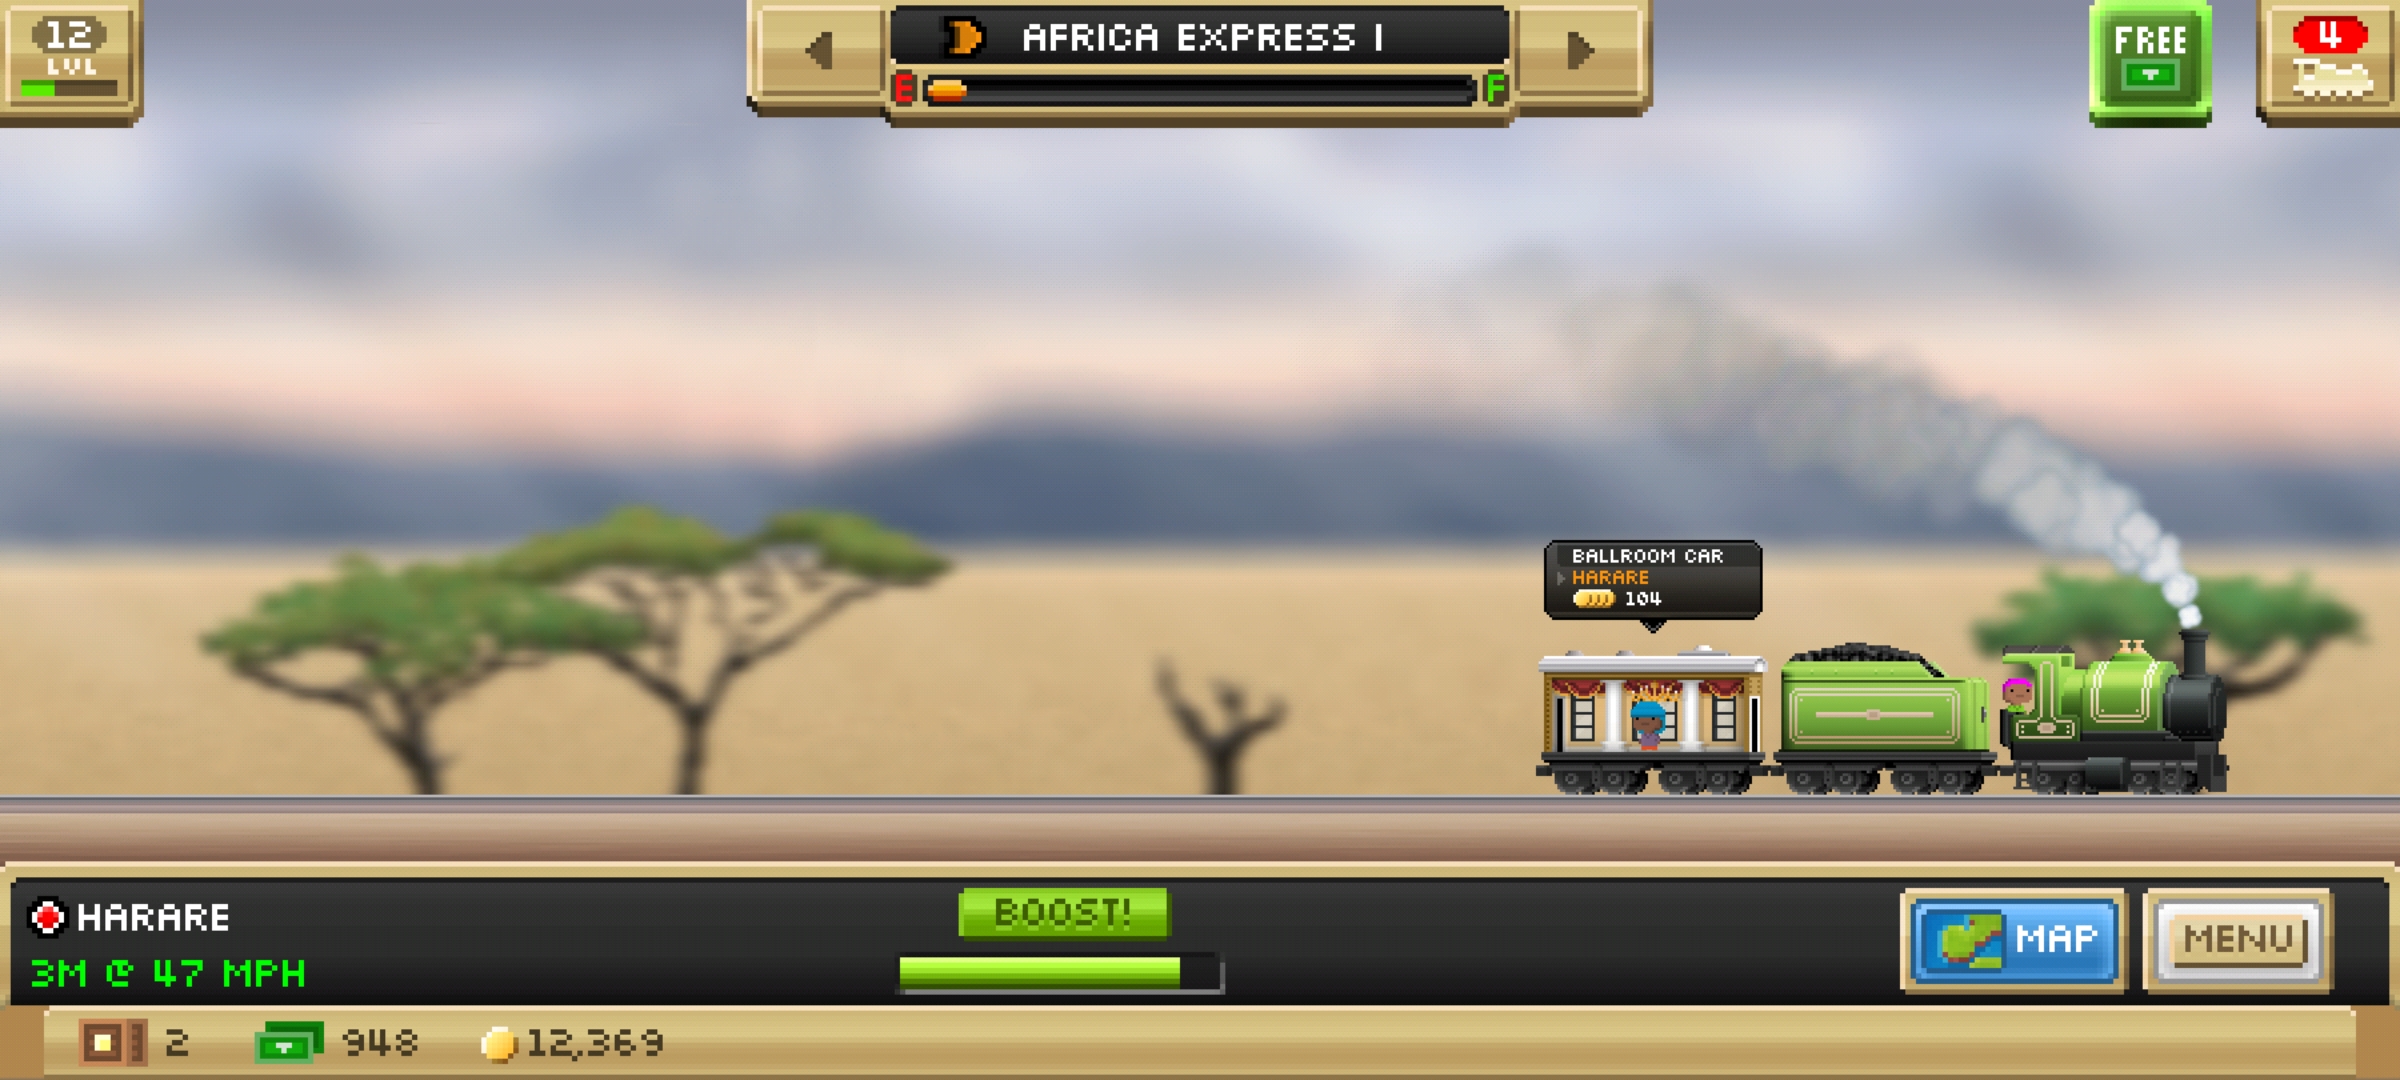 12
LVL
AFRICA EXPRESS I
E F
FREE
4
BALLROOM CAR
HARARE
104
HARARE
3M @ 47 MPH
BOOST!
MAP
MENU
2 948 12,369